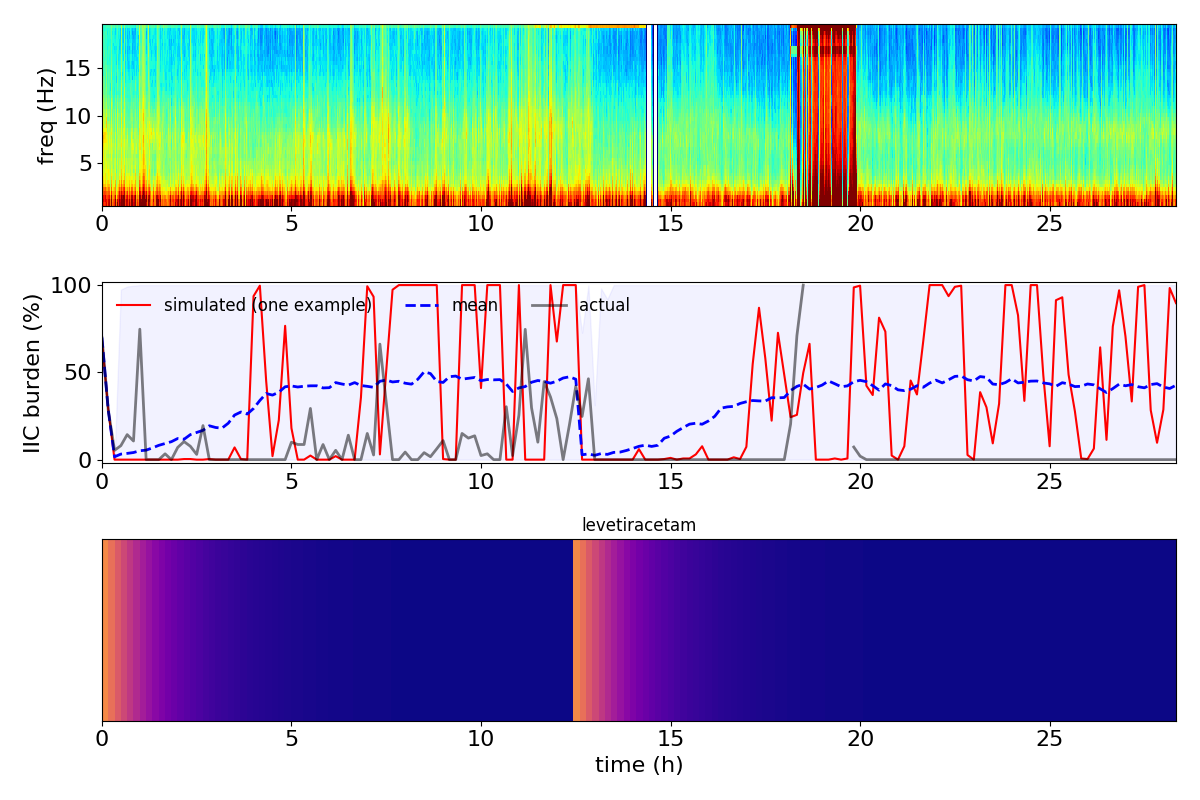 freq (Hz)
15
10
5
0 5 10 15 20 25
IIC burden (%)
100
50
0
simulated (one example) mean actual
0 5 10 15 20 25
levetiracetam
0 5 10 15 20 25
time (h)